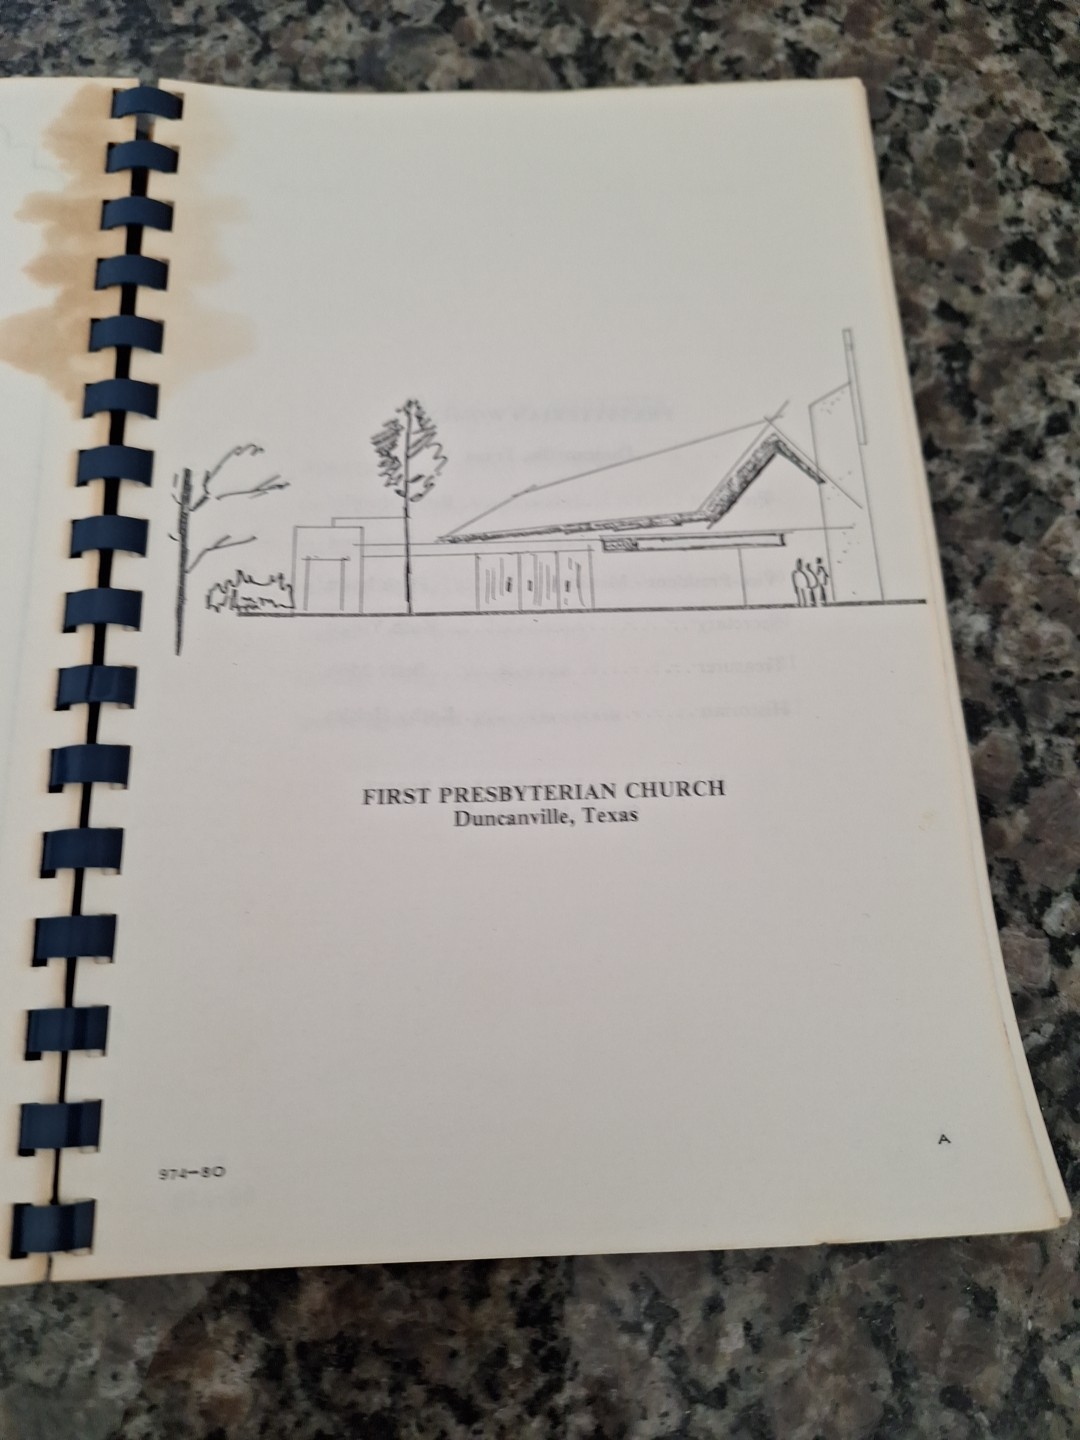 FIRST PRESBYTERIAN CHURCH
Duncanville, Texas
A
974-80